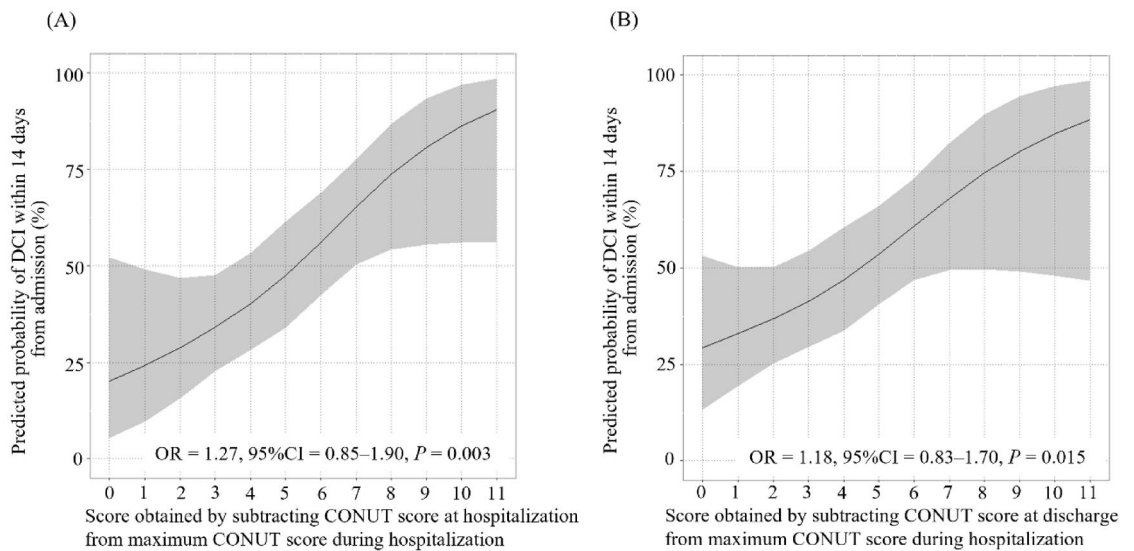 (A)
Predicted probability of DCI within 14 days
from admission (%)
100
75
50
25
0
OR = 1.27, 95%CI = 0.85–1.90, P = 0.003
0 1 2 3 4 5 6 7 8 9 10 11
Score obtained by subtracting CONUT score at hospitalization
from maximum CONUT score during hospitalization
(B)
Predicted probability of DCI within 14 days
from admission (%)
100
75
50
25
0
OR = 1.18, 95%CI = 0.83–1.70, P = 0.015
0 1 2 3 4 5 6 7 8 9 10 11
Score obtained by subtracting CONUT score at discharge
from maximum CONUT score during hospitalization